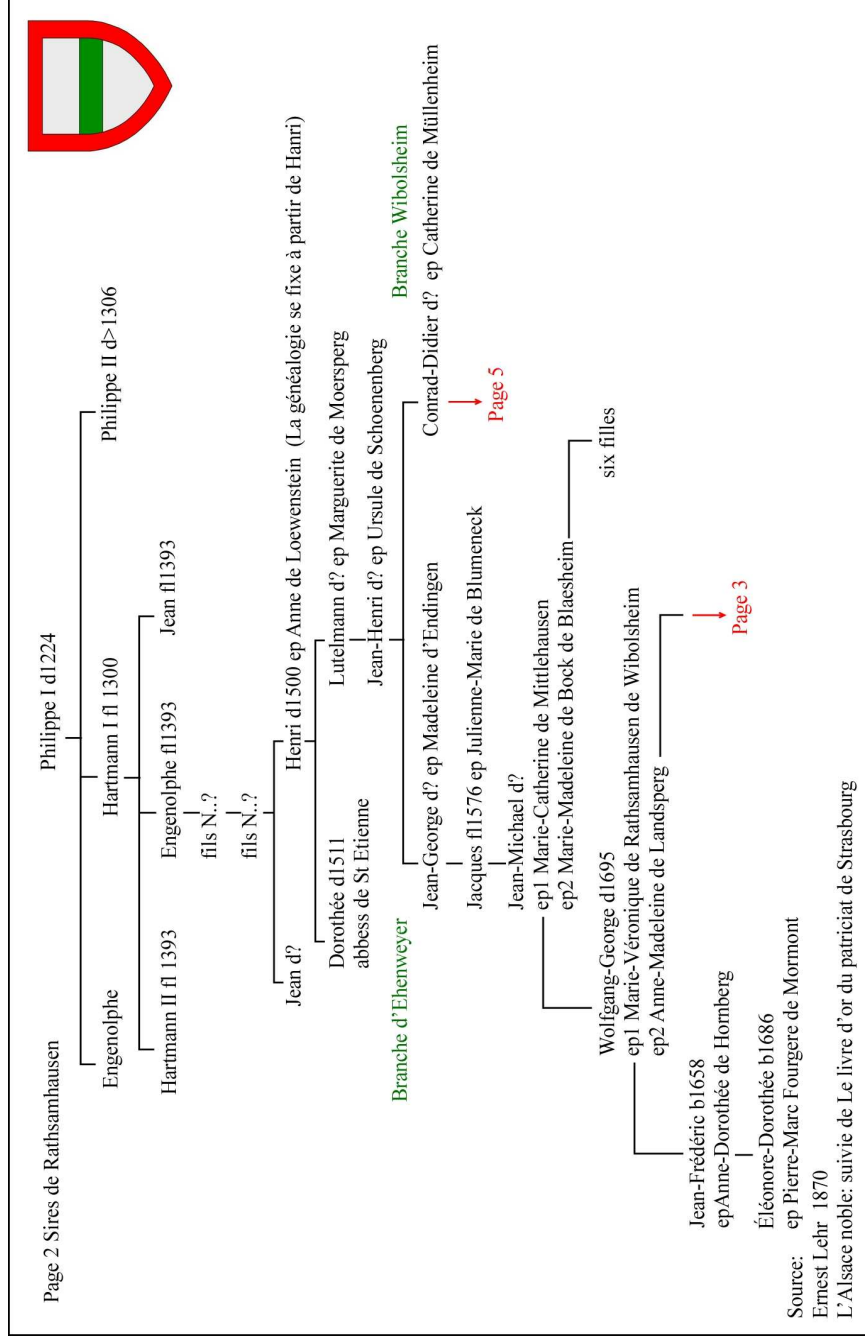 Page 2 Sires de Rathsamhausen
Philippe I d1224
Engenolphe
Hartmann I fl 1300
Philippe II d>1306
Hartmann II fl 1393
Engenolphe fl1393
Jean fl1393
fils N..?
fils N..?
Jean d?
Henri d1500 ep Anne de Loewenstein (La généalogie se fixe à partir de Hanri)
Dorothée d1511
abbess de St Etienne
Lutelmann d? ep Marguerite de Moersperg
Jean-Henri d? ep Ursule de Schoenenberg
Branche d'Ehenweyer
Branche Wibolsheim
Jean-George d? ep Madeleine d'Endingen
Conrad-Didier d? ep Catherine de Müllenheim
Page 5
Jacques fl1576 ep Julienne-Marie de Blumeneck
Jean-Michael d?
ep1 Marie-Catherine de Mittlehausen
ep2 Marie-Madeleine de Bock de Blaesheim
six filles
Wolfgang-George d1695
ep1 Marie-Véronique de Rathsamhausen de Wibolsheim
ep2 Anne-Madeleine de Landsperg
Page 3
Jean-Frédéric b1658
epAnne-Dorothée de Hornberg
Éléonore-Dorothée b1686
ep Pierre-Marc Fourgere de Mormont
Source:
Ernest Lehr 1870
L'Alsace noble: suivie de Le livre d'or du patriciat de Strasbourg